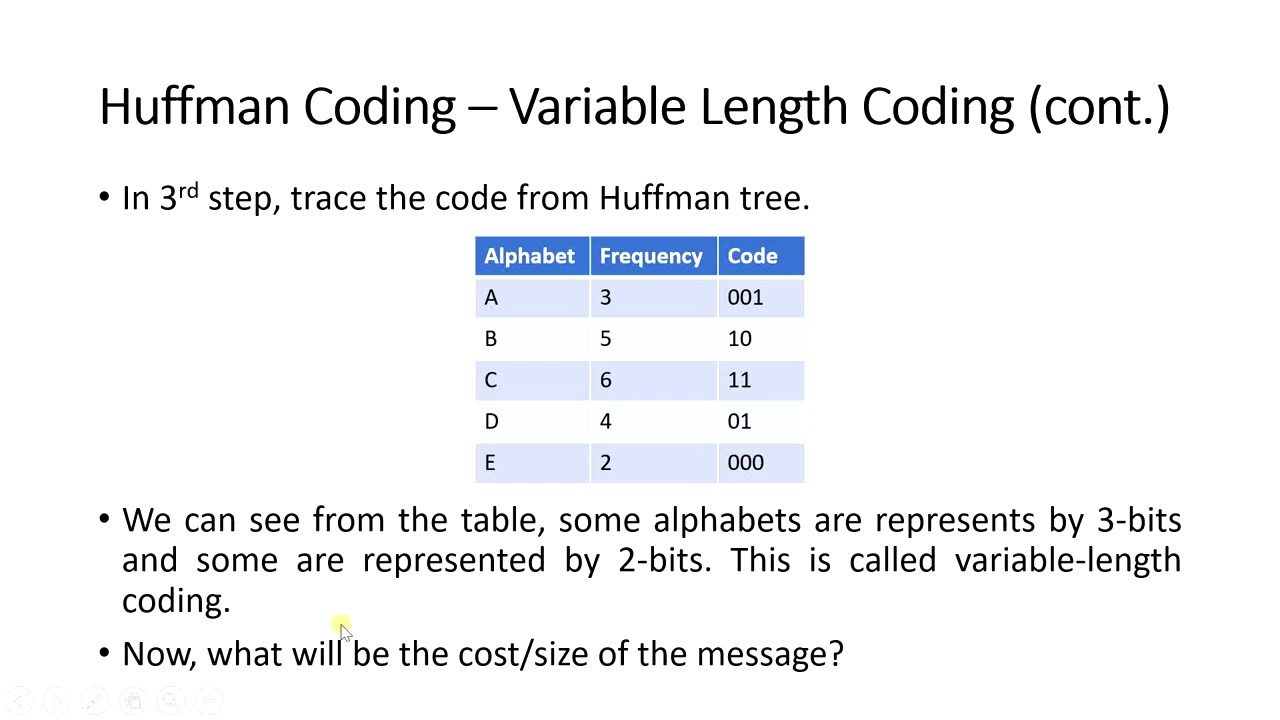 Huffman Coding – Variable Length Coding (cont.)
• In 3rd step, trace the code from Huffman tree.
Alphabet Frequency Code
A 3 001
B 5 10
C 6 11
D 4 01
E 2 000
• We can see from the table, some alphabets are represents by 3-bits
and some are represented by 2-bits. This is called variable-length
coding.
• Now, what will be the cost/size of the message?